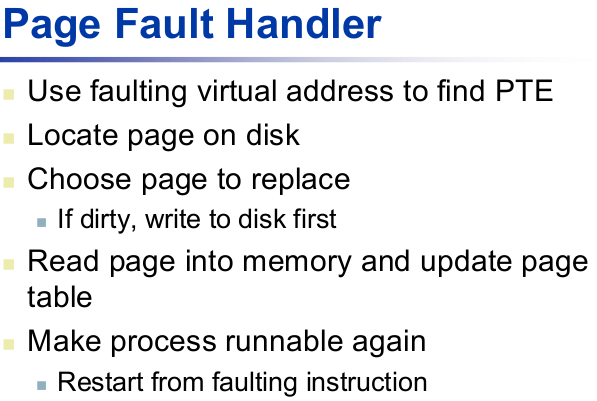 Page Fault Handler
Use faulting virtual address to find PTE
Locate page on disk
Choose page to replace
If dirty, write to disk first
Read page into memory and update page
table
Make process runnable again
Restart from faulting instruction